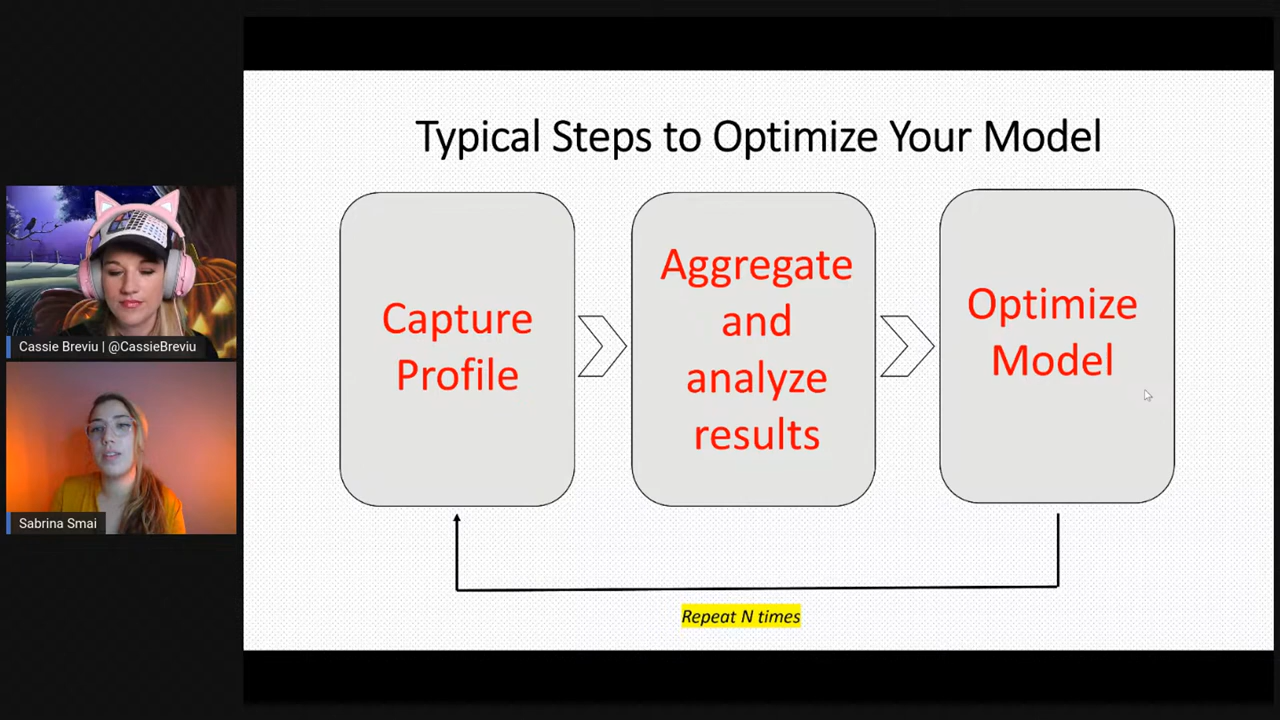 Typical Steps to Optimize Your Model
Capture
Profile
Aggregate
and
analyze
results
Optimize
Model
Repeat N times
Cassie Breviu | @CassieBreviu
Sabrina Smai